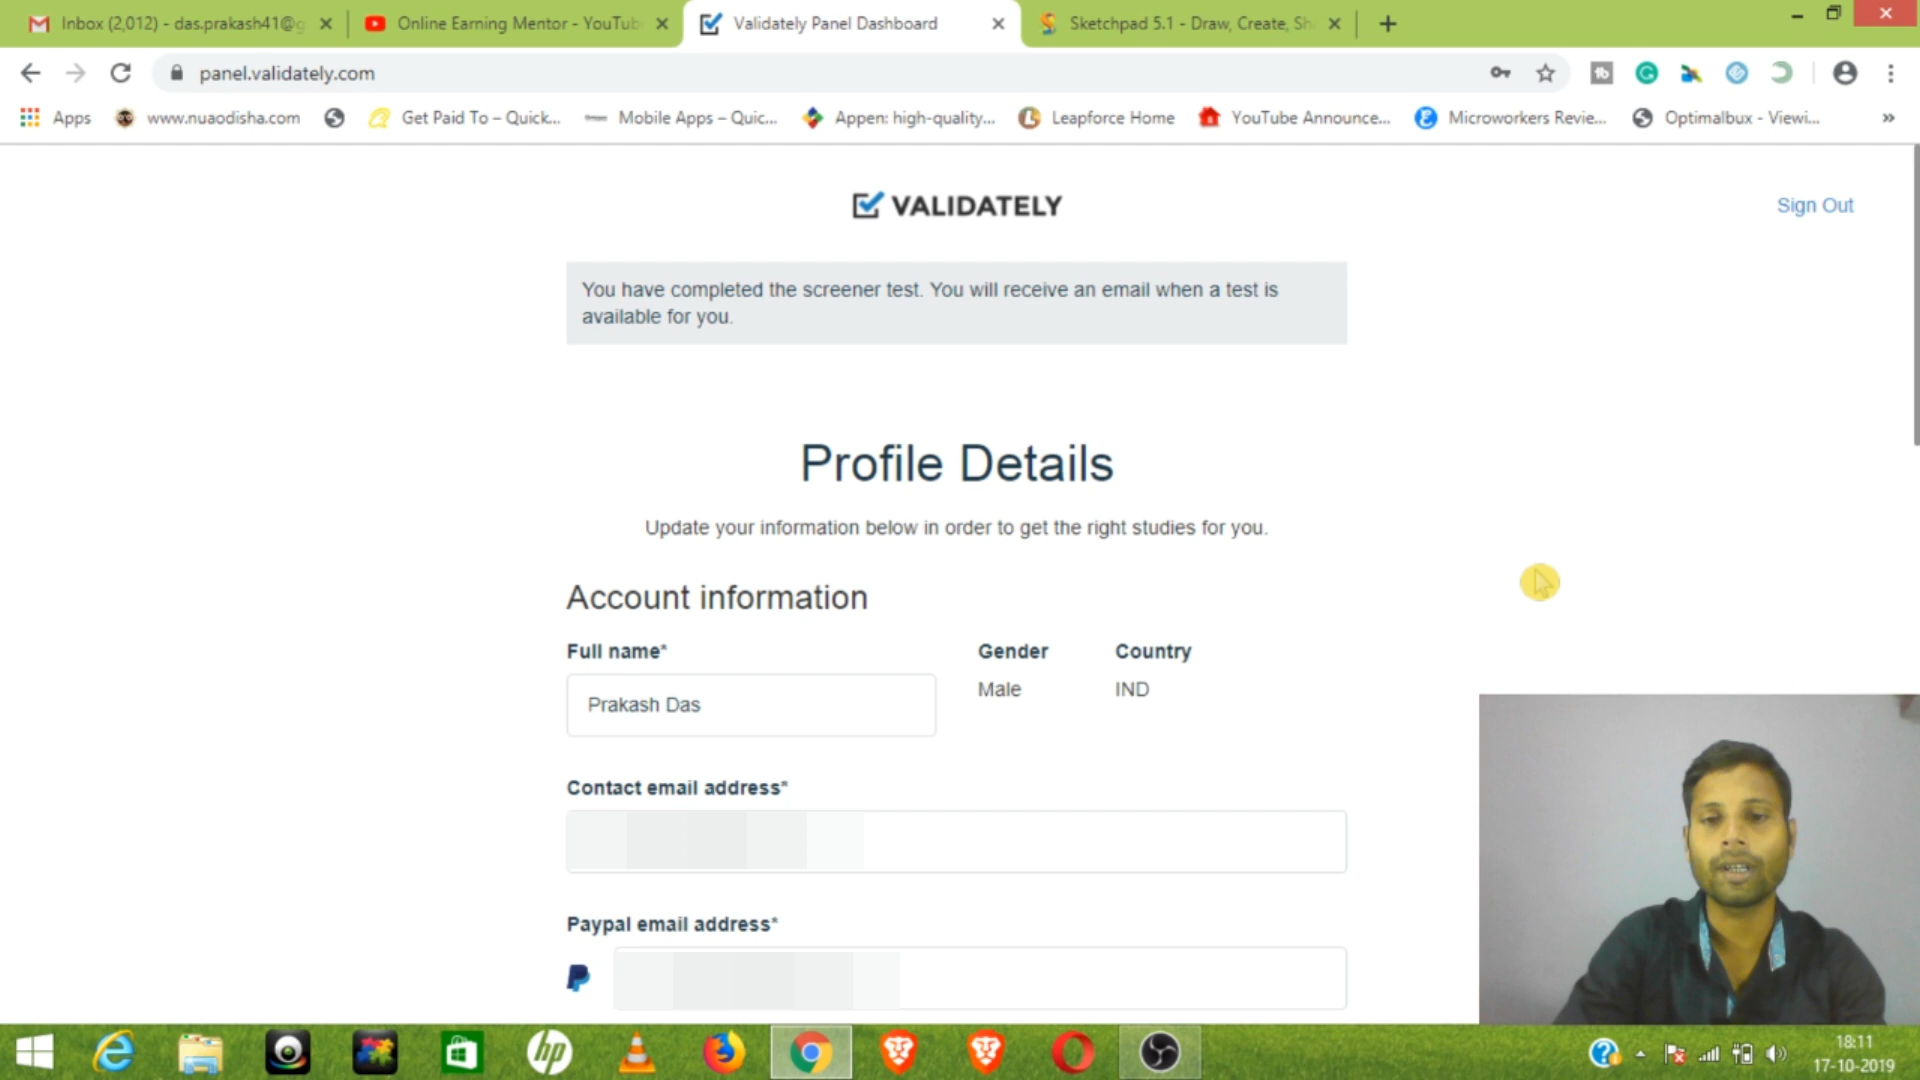 Inbox (2,012) - das.prakash41@g
Online Earning Mentor - YouTub
Validately Panel Dashboard
Sketchpad 5.1 - Draw, Create, Sh
panel.validately.com
Apps
www.nuaodisha.com
Get Paid To – Quick...
Mobile Apps – Quic...
Appen: high-quality...
Leapforce Home
YouTube Announce...
Microworkers Revie...
Optimalbux - Viewi...
VALIDATELY
Sign Out
You have completed the screener test. You will receive an email when a test is
available for you.
Profile Details
Update your information below in order to get the right studies for you.
Account information
Full name*
Gender
Country
Prakash Das
Male
IND
Contact email address*
Paypal email address*
18:11
17-10-2019